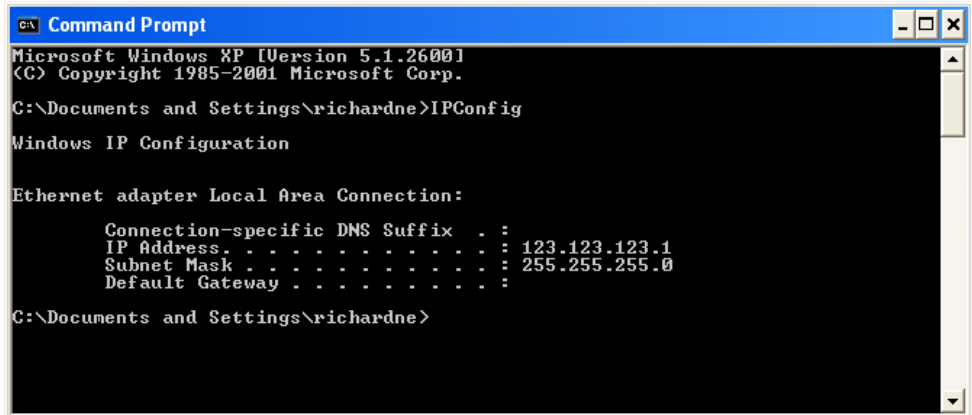 Command Prompt
Microsoft Windows XP [Version 5.1.2600]
(C) Copyright 1985-2001 Microsoft Corp.
C:\Documents and Settings\richardne>IPConfig
Windows IP Configuration
Ethernet adapter Local Area Connection:
Connection-specific DNS Suffix . :
IP Address. . . . . . . . . . . . : 123.123.123.1
Subnet Mask . . . . . . . . . . . : 255.255.255.0
Default Gateway . . . . . . . . . :
C:\Documents and Settings\richardne>